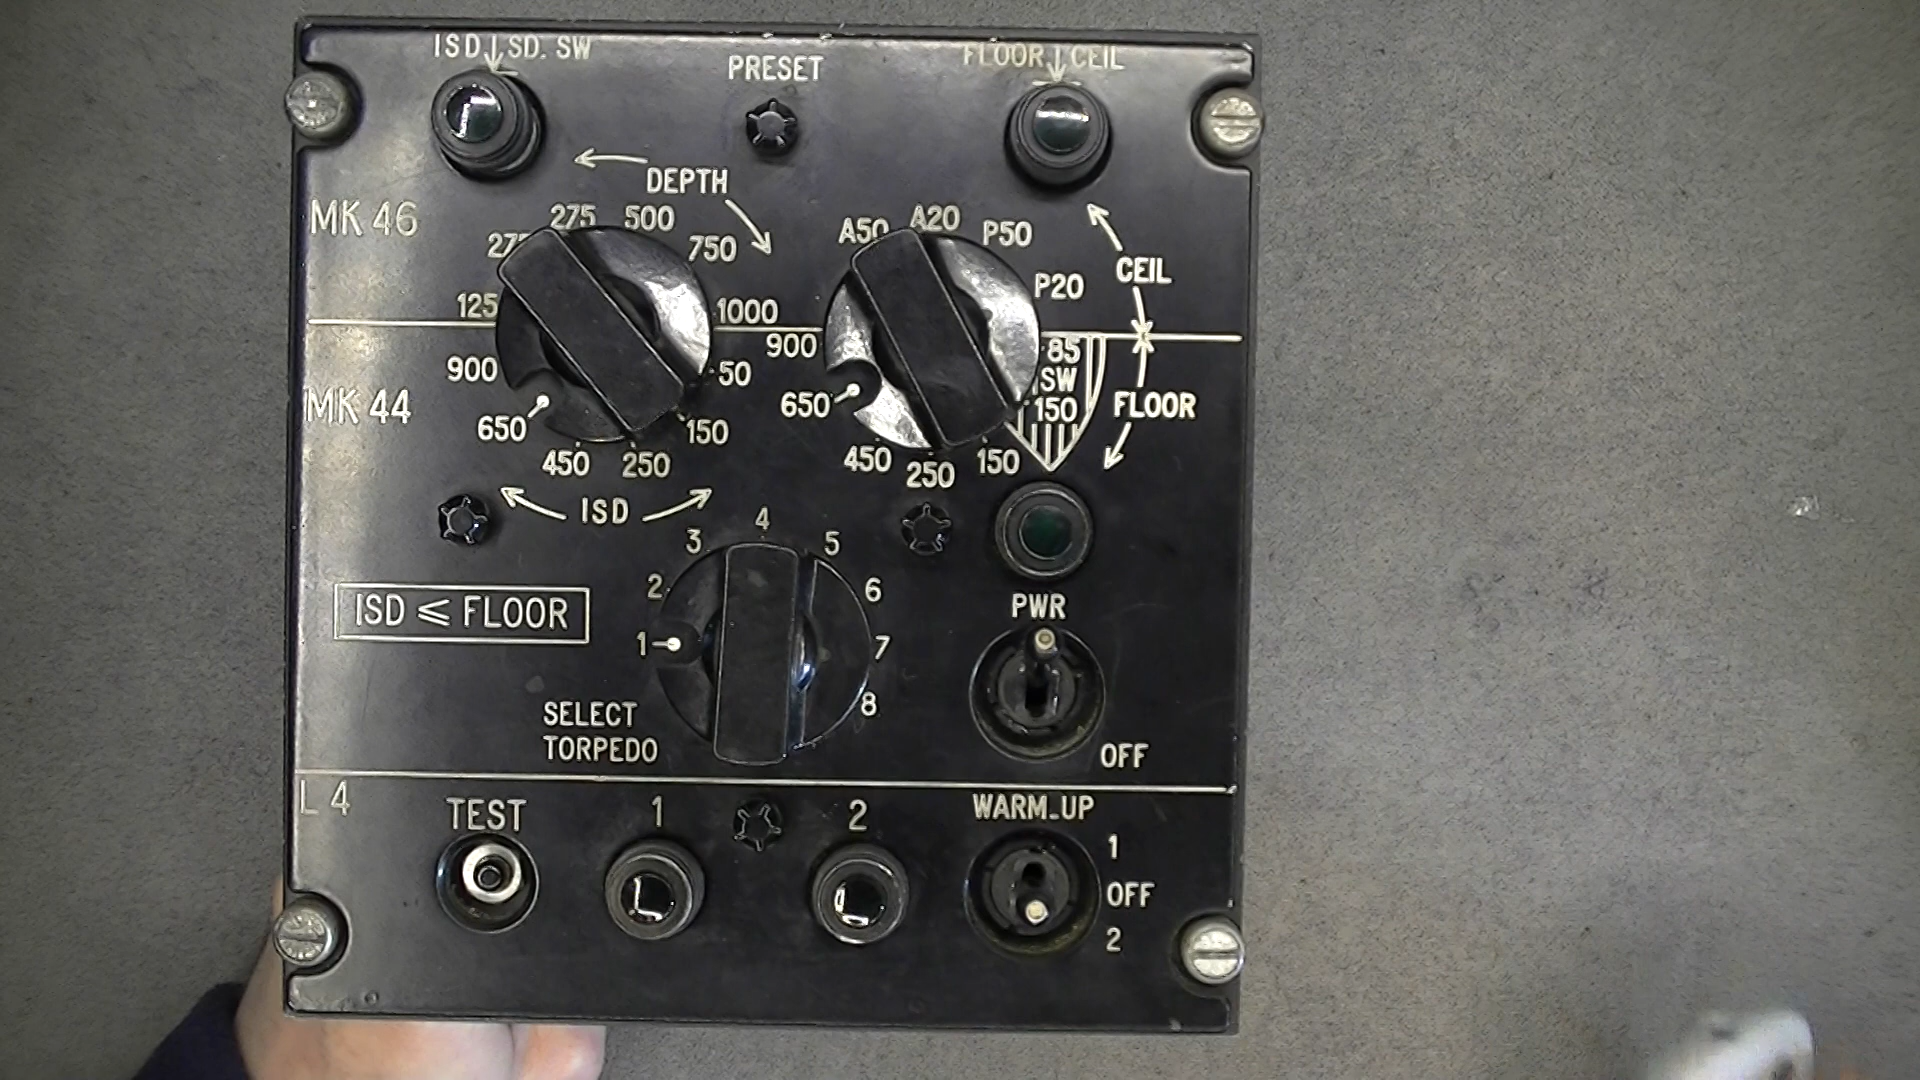 ISD SD. SW
PRESET
FLOOR CEIL
DEPTH
MK 46
275 275 500 750 1000
125
A50 A20 P50 P20
CEIL
MK 44
900 650 450 250 150 50
ISD
900 650 450 250 150
85
SW
150
FLOOR
ISD ≤ FLOOR
1 2 3 4 5 6 7 8
SELECT
TORPEDO
PWR
OFF
L 4
TEST
1
2
WARM-UP
1
OFF
2